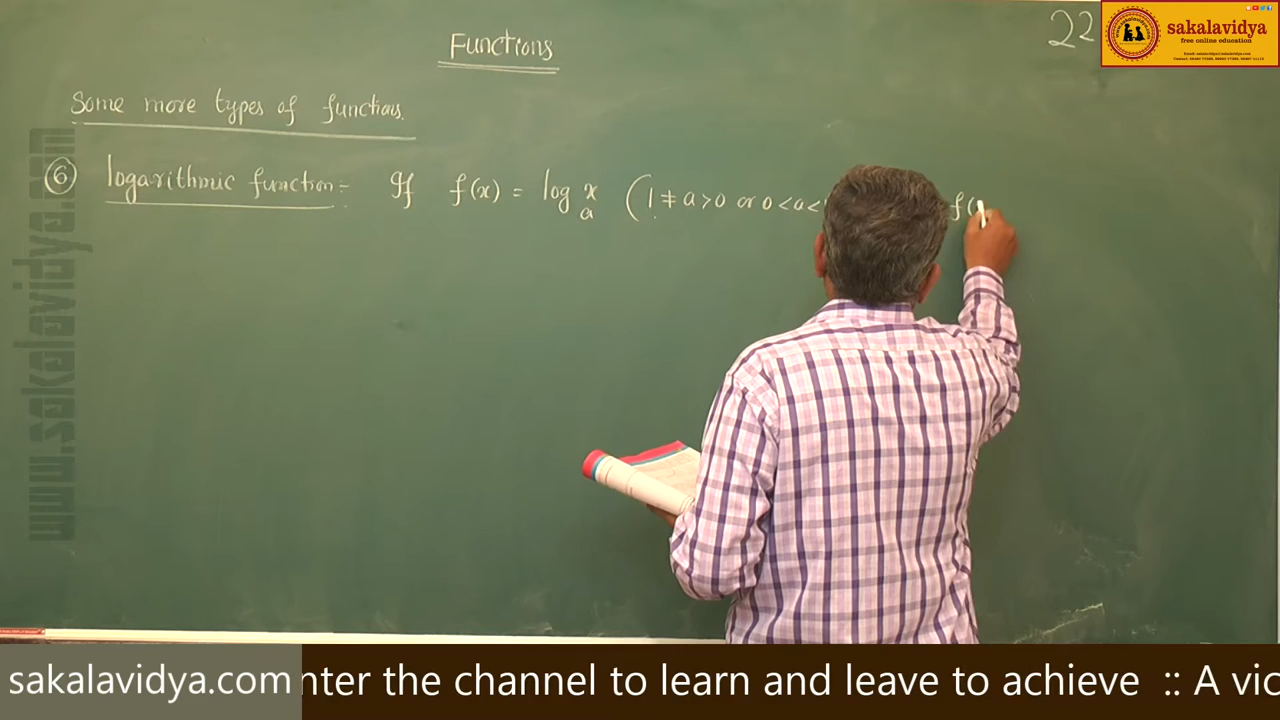 Functions
22
sakalavidya
free online education
Some more types of functions.
⑥ logarithmic function:- If f(x) = log x a (1 ≠ a > 0 or 0 < a < f(
www.sakalavidya.com
sakalavidya.com nter the channel to learn and leave to achieve :: A vic